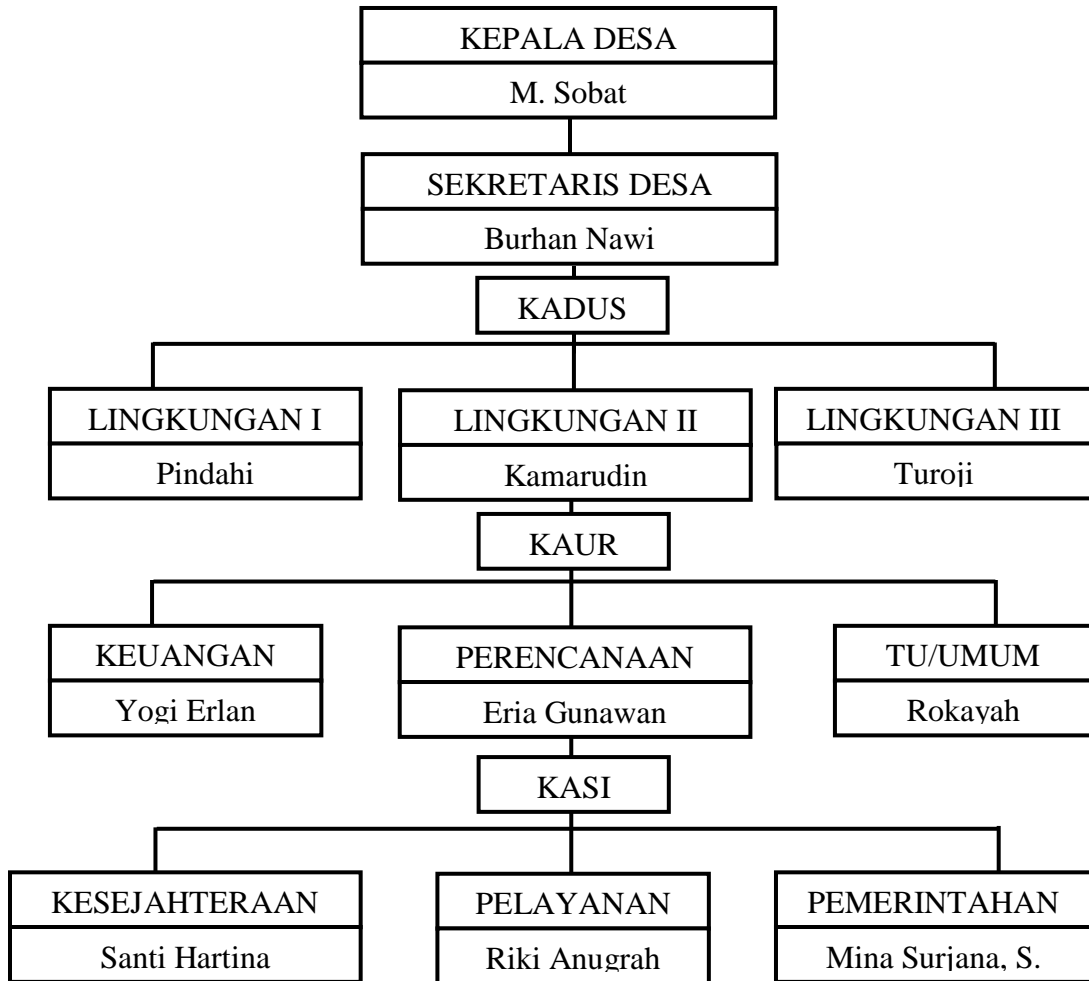 KEPALA DESA
M. Sobat
SEKRETARIS DESA
Burhan Nawi
KADUS
LINGKUNGAN I
Pindahi
LINGKUNGAN II
Kamarudin
LINGKUNGAN III
Turoji
KAUR
KEUANGAN
Yogi Erlan
PERENCANAAN
Eria Gunawan
TU/UMUM
Rokayah
KASI
KESEJAHTERAAN
Santi Hartina
PELAYANAN
Riki Anugrah
PEMERINTAHAN
Mina Surjana, S.